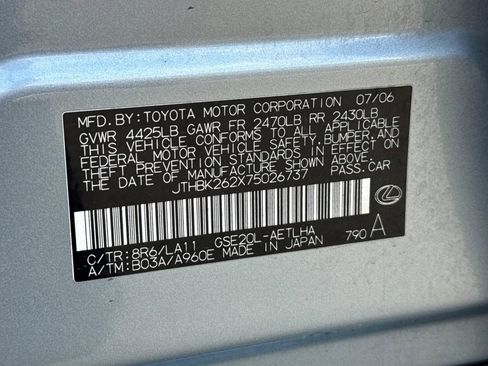 MFD. BY: TOYOTA MOTOR CORPORATION 07/06
GVWR 4425LB GAWR FR 2470LB RR 2430LB
THIS VEHICLE CONFORMS TO ALL APPLICABLE
FEDERAL MOTOR VEHICLE SAFETY, BUMPER, AND
THEFT PREVENTION STANDARDS IN EFFECT ON
THE DATE OF MANUFACTURE SHOWN ABOVE.
JTHBK262X75026737 PASS. CAR
C/TR: 8R6/LA11 GSE20L-AETLHA
A/TM: B03A/A960E MADE IN JAPAN 790 A